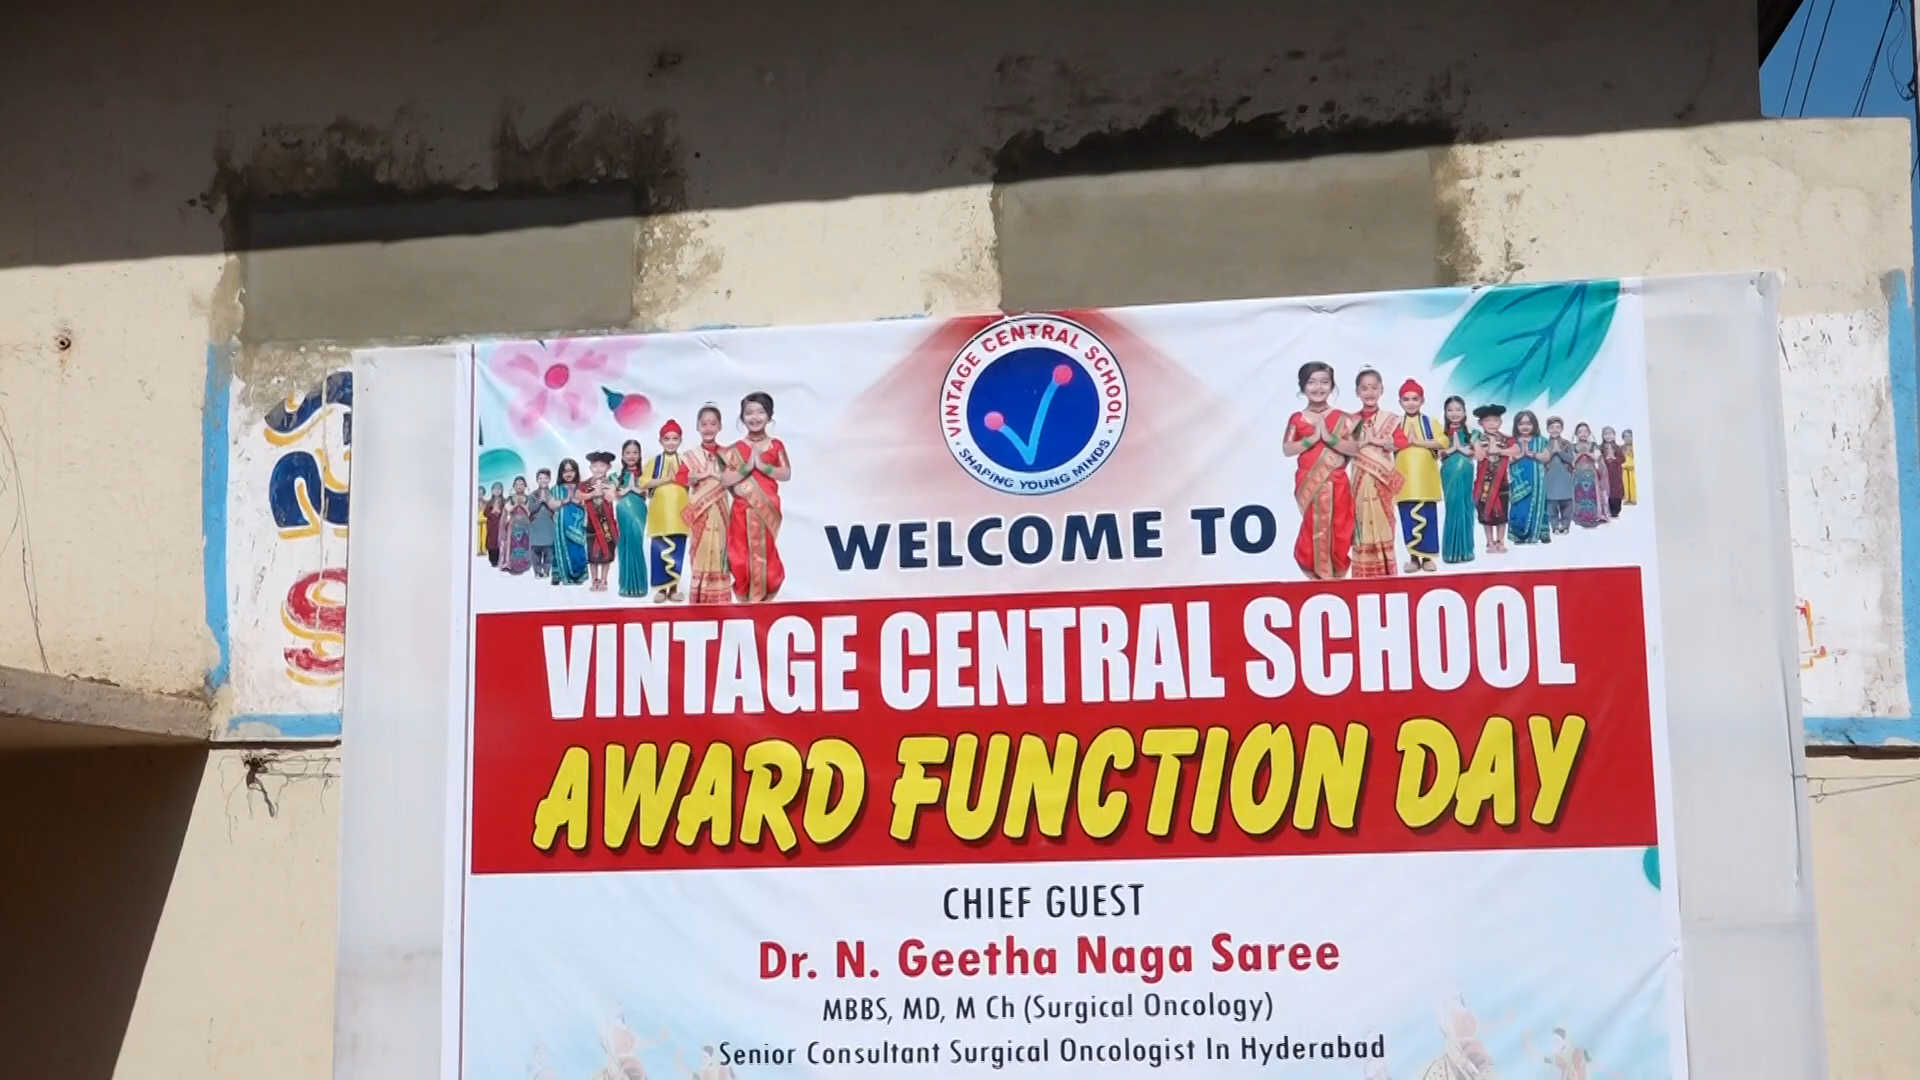 VINTAGE CENTRAL SCHOOL
SHAPING YOUNG MINDS
WELCOME TO
VINTAGE CENTRAL SCHOOL
AWARD FUNCTION DAY
CHIEF GUEST
Dr. N. Geetha Naga Saree
MBBS, MD, M Ch (Surgical Oncology)
Senior Consultant Surgical Oncologist In Hyderabad